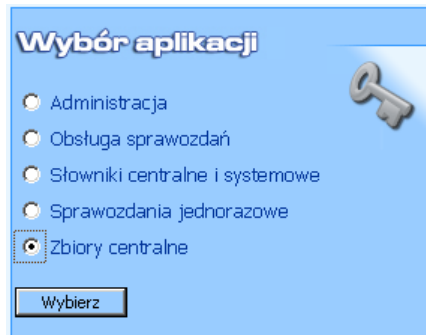 Wybór aplikacji
Administracja
Obsługa sprawozdań
Słowniki centralne i systemowe
Sprawozdania jednorazowe
Zbiory centralne
Wybierz